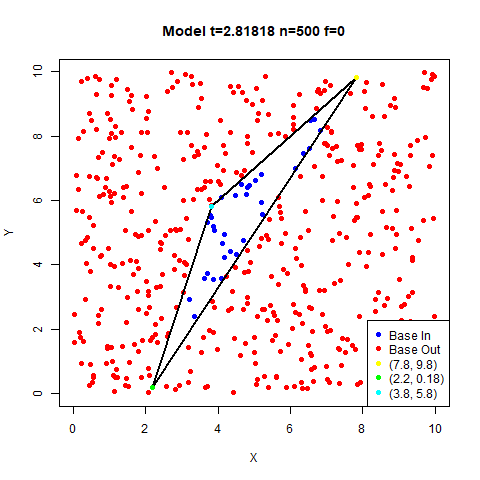 Model t=2.81818 n=500 f=0
Y
10
8
6
4
2
0
Base In
Base Out
(7.8, 9.8)
(2.2, 0.18)
(3.8, 5.8)
0 2 4 6 8 10
X